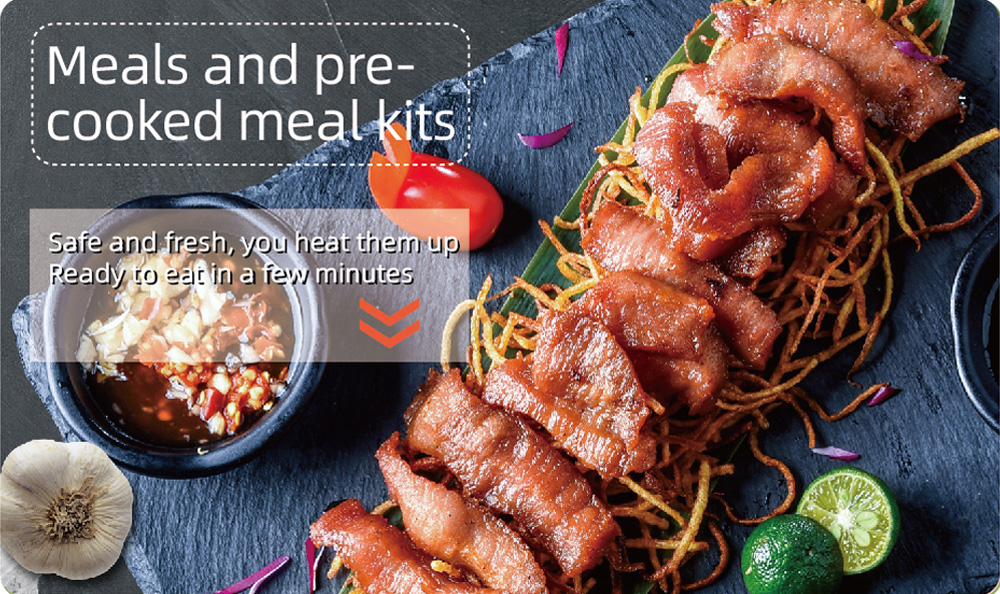 Meals and pre-
cooked meal kits
Safe and fresh, you heat them up
Ready to eat in a few minutes